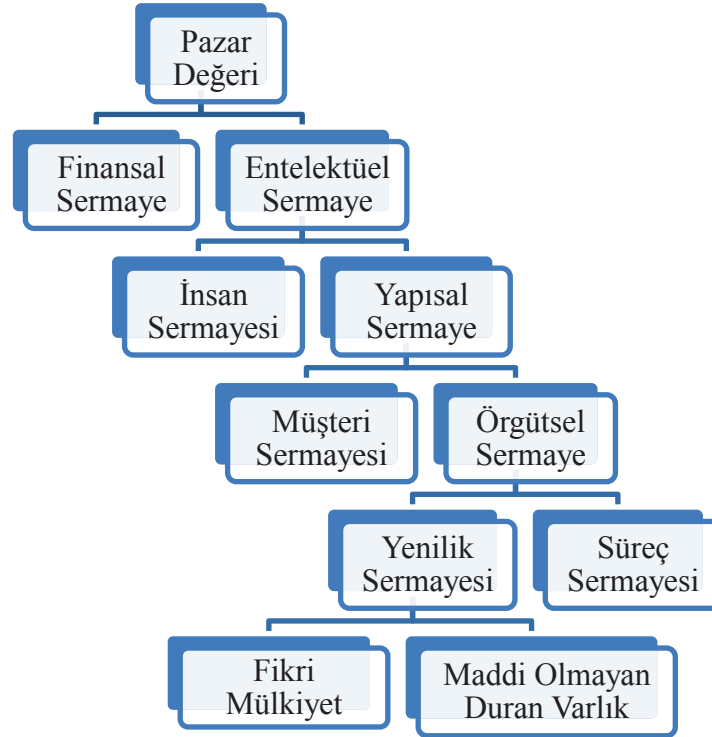 Pazar
Değeri
Finansal
Sermaye
Entelektüel
Sermaye
İnsan
Sermayesi
Yapısal
Sermaye
Müşteri
Sermayesi
Örgütsel
Sermaye
Yenilik
Sermayesi
Süreç
Sermayesi
Fikri
Mülkiyet
Maddi Olmayan
Duran Varlık